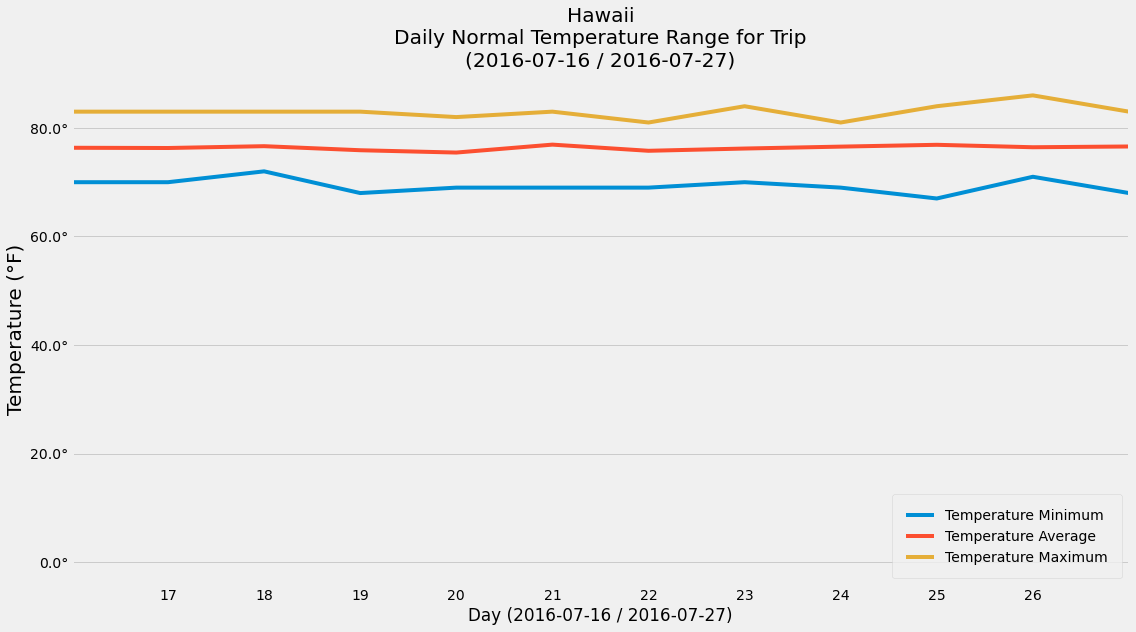 Hawaii
Daily Normal Temperature Range for Trip
(2016-07-16 / 2016-07-27)
Temperature (°F)
80.0°
60.0°
40.0°
20.0°
0.0°
Temperature Minimum
Temperature Average
Temperature Maximum
17 18 19 20 21 22 23 24 25 26
Day (2016-07-16 / 2016-07-27)